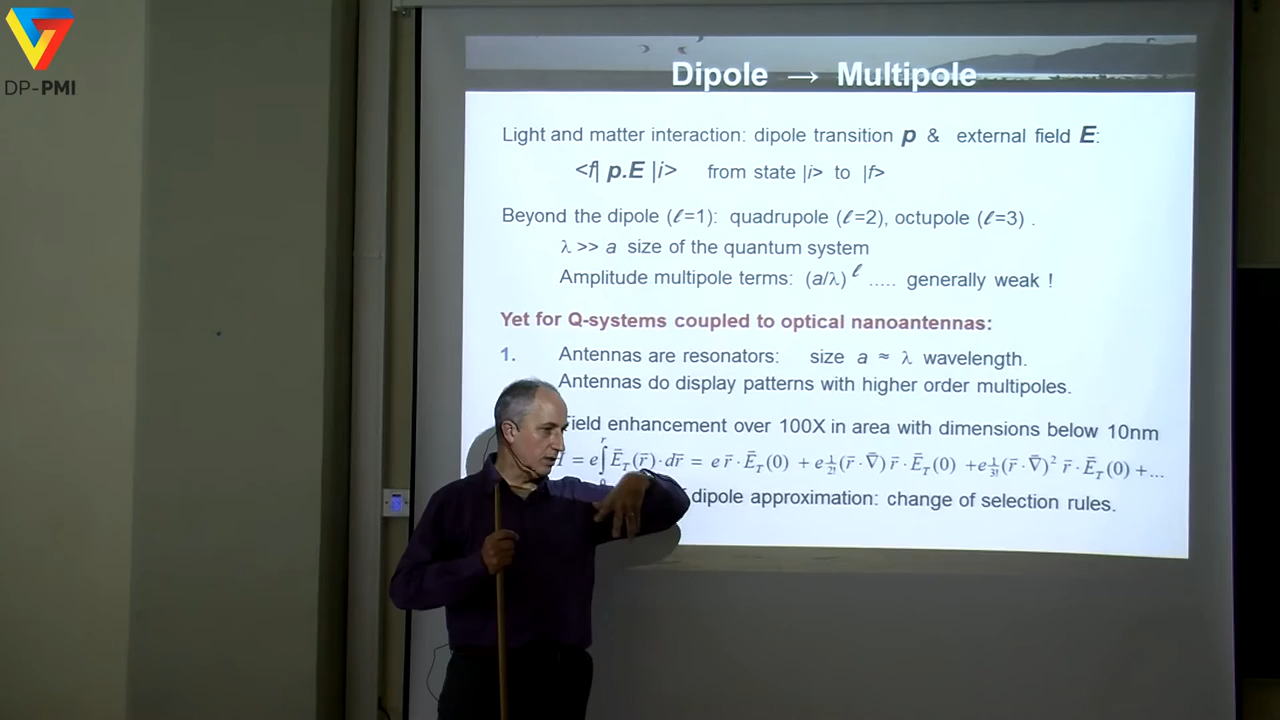 DP-PMI
Dipole → Multipole
Light and matter interaction: dipole transition p & external field E:
<f| p.E |i> from state |i> to |f>
Beyond the dipole (ℓ=1): quadrupole (ℓ=2), octupole (ℓ=3) .
λ >> a size of the quantum system
Amplitude multipole terms: (a/λ)^ℓ ..... generally weak !
Yet for Q-systems coupled to optical nanoantennas:
1. Antennas are resonators: size a ≈ λ wavelength.
Antennas do display patterns with higher order multipoles.
Field enhancement over 100X in area with dimensions below 10nm
= e∫ Ē_T(r̄)·dr̄ = e r̄·Ē_T(0) + e 1/2! (r̄·∇̄) r̄·Ē_T(0) + e 1/3! (r̄·∇̄)² r̄·Ē_T(0) + ...
dipole approximation: change of selection rules.